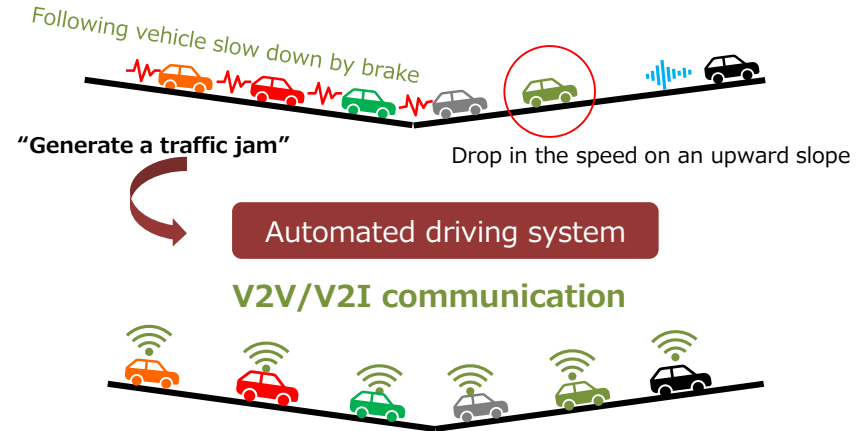 Following vehicle slow down by brake
“Generate a traffic jam”
Drop in the speed on an upward slope
Automated driving system
V2V/V2I communication